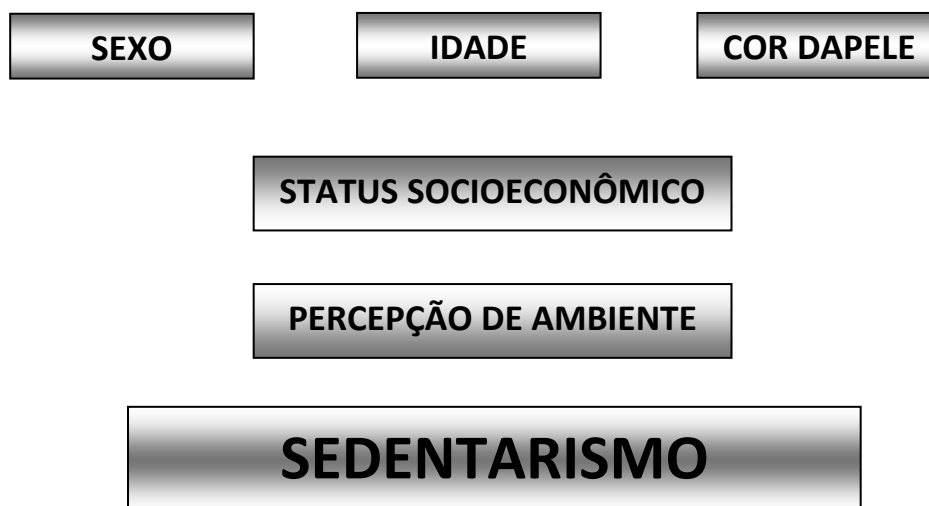 SEXO
IDADE
COR DAPELE
STATUS SOCIOECONÔMICO
PERCEPÇÃO DE AMBIENTE
SEDENTARISMO